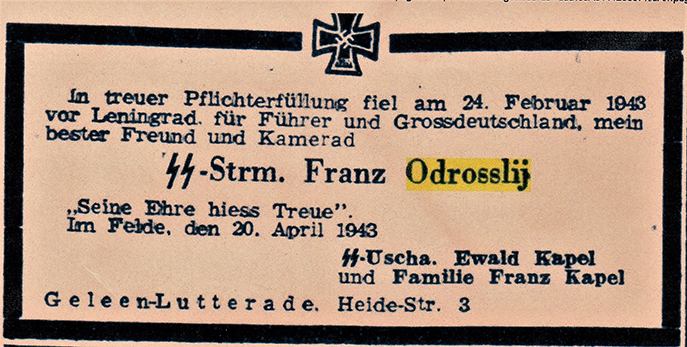 In treuer Pflichterfüllung fiel am 24. Februar 1943
vor Leningrad, für Führer und Grossdeutschland, mein
bester Freund und Kamerad
SS-Strm. Franz Odrosslij
„Seine Ehre hiess Treue".
Im Felde, den 20. April 1943
SS-Uscha. Ewald Kapel
und Familie Franz Kapel
Geleen-Lutterade, Heide-Str. 3